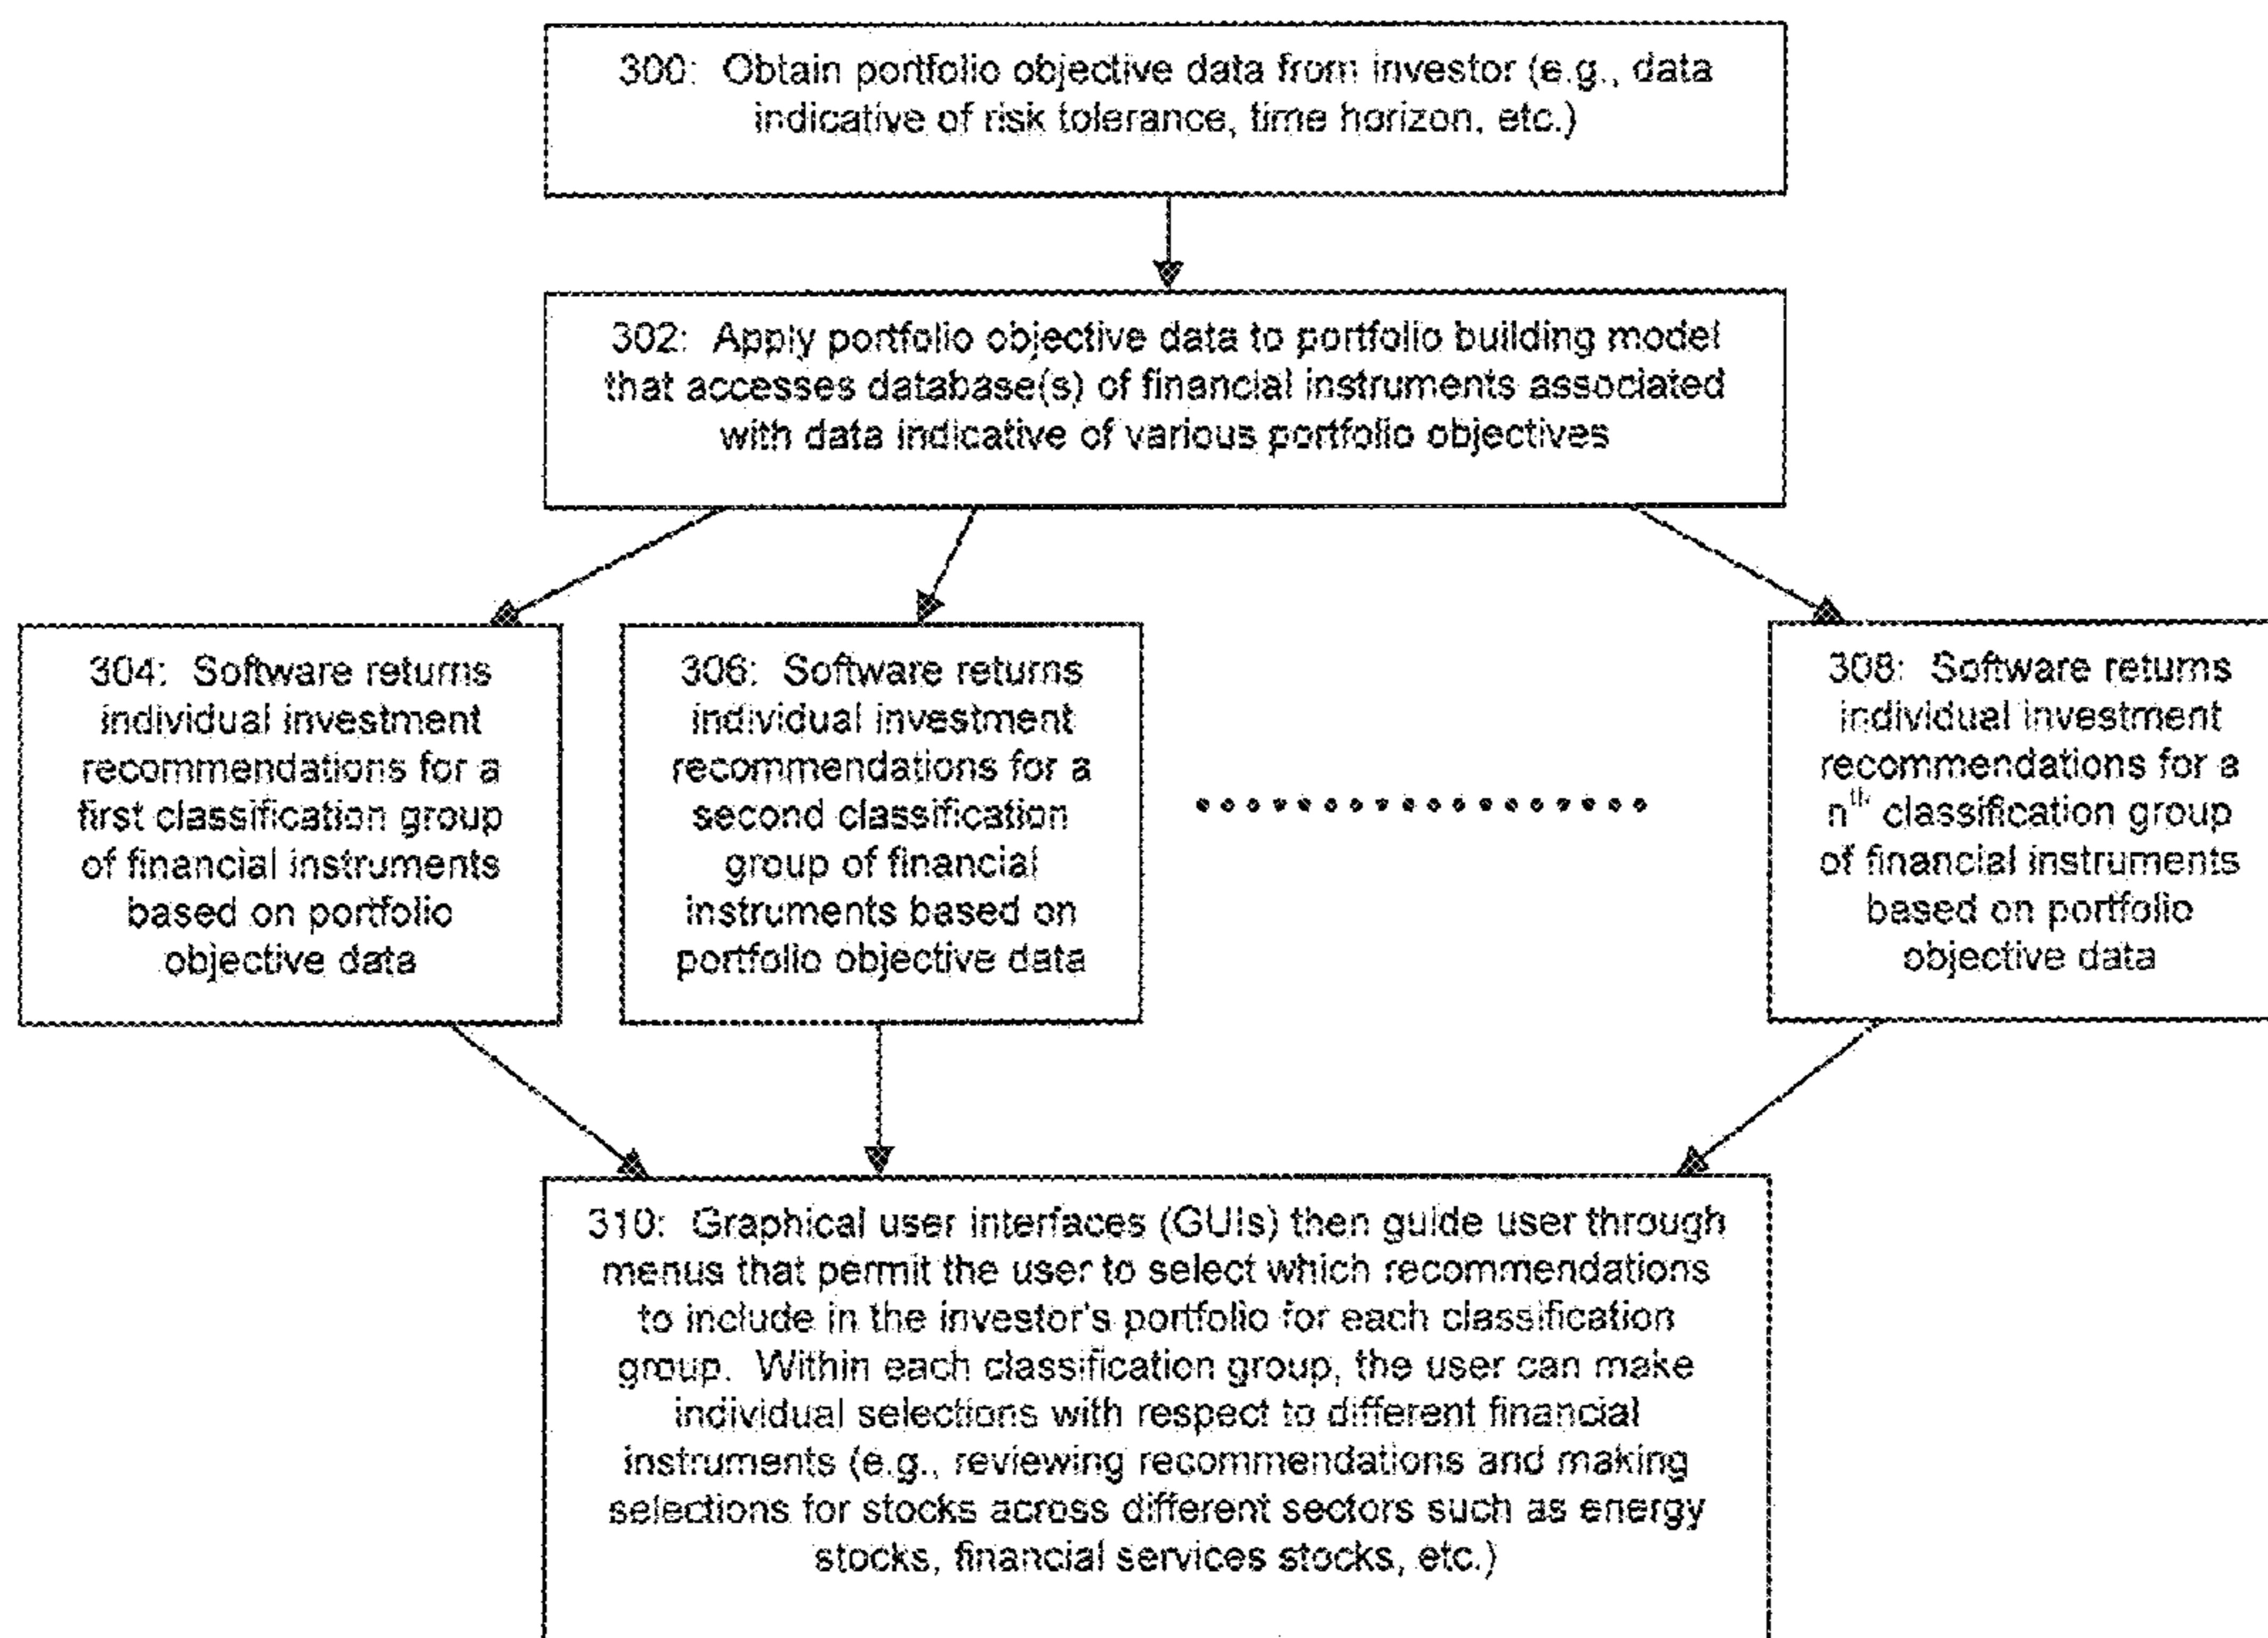 300: Obtain portfolio objective data from investor (e.g., data
indicative of risk tolerance, time horizon, etc.)
302: Apply portfolio objective data to portfolio building model
that accesses database(s) of financial instruments associated
with data indicative of various portfolio objectives
304: Software returns
individual investment
recommendations for a
first classification group
of financial instruments
based on portfolio
objective data
306: Software returns
individual investment
recommendations for a
second classification
group of financial
instruments based on
portfolio objective data
308: Software returns
individual investment
recommendations for a
nth classification group
of financial instruments
based on portfolio
objective data
310: Graphical user interfaces (GUIs) then guide user through
menus that permit the user to select which recommendations
to include in the investor's portfolio for each classification
group. Within each classification group, the user can make
individual selections with respect to different financial
instruments (e.g., reviewing recommendations and making
selections for stocks across different sectors such as energy
stocks, financial services stocks, etc.)